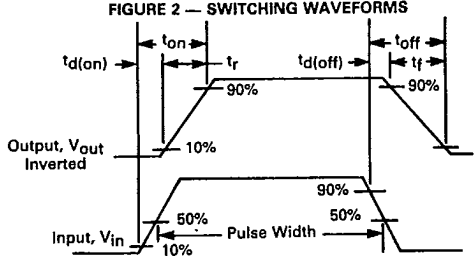 FIGURE 2 — SWITCHING WAVEFORMS
ton
toff
td(on)
tr
td(off)
tf
90%
90%
Output, Vout
Inverted
10%
90%
50%
50%
Input, Vin
Pulse Width
10%